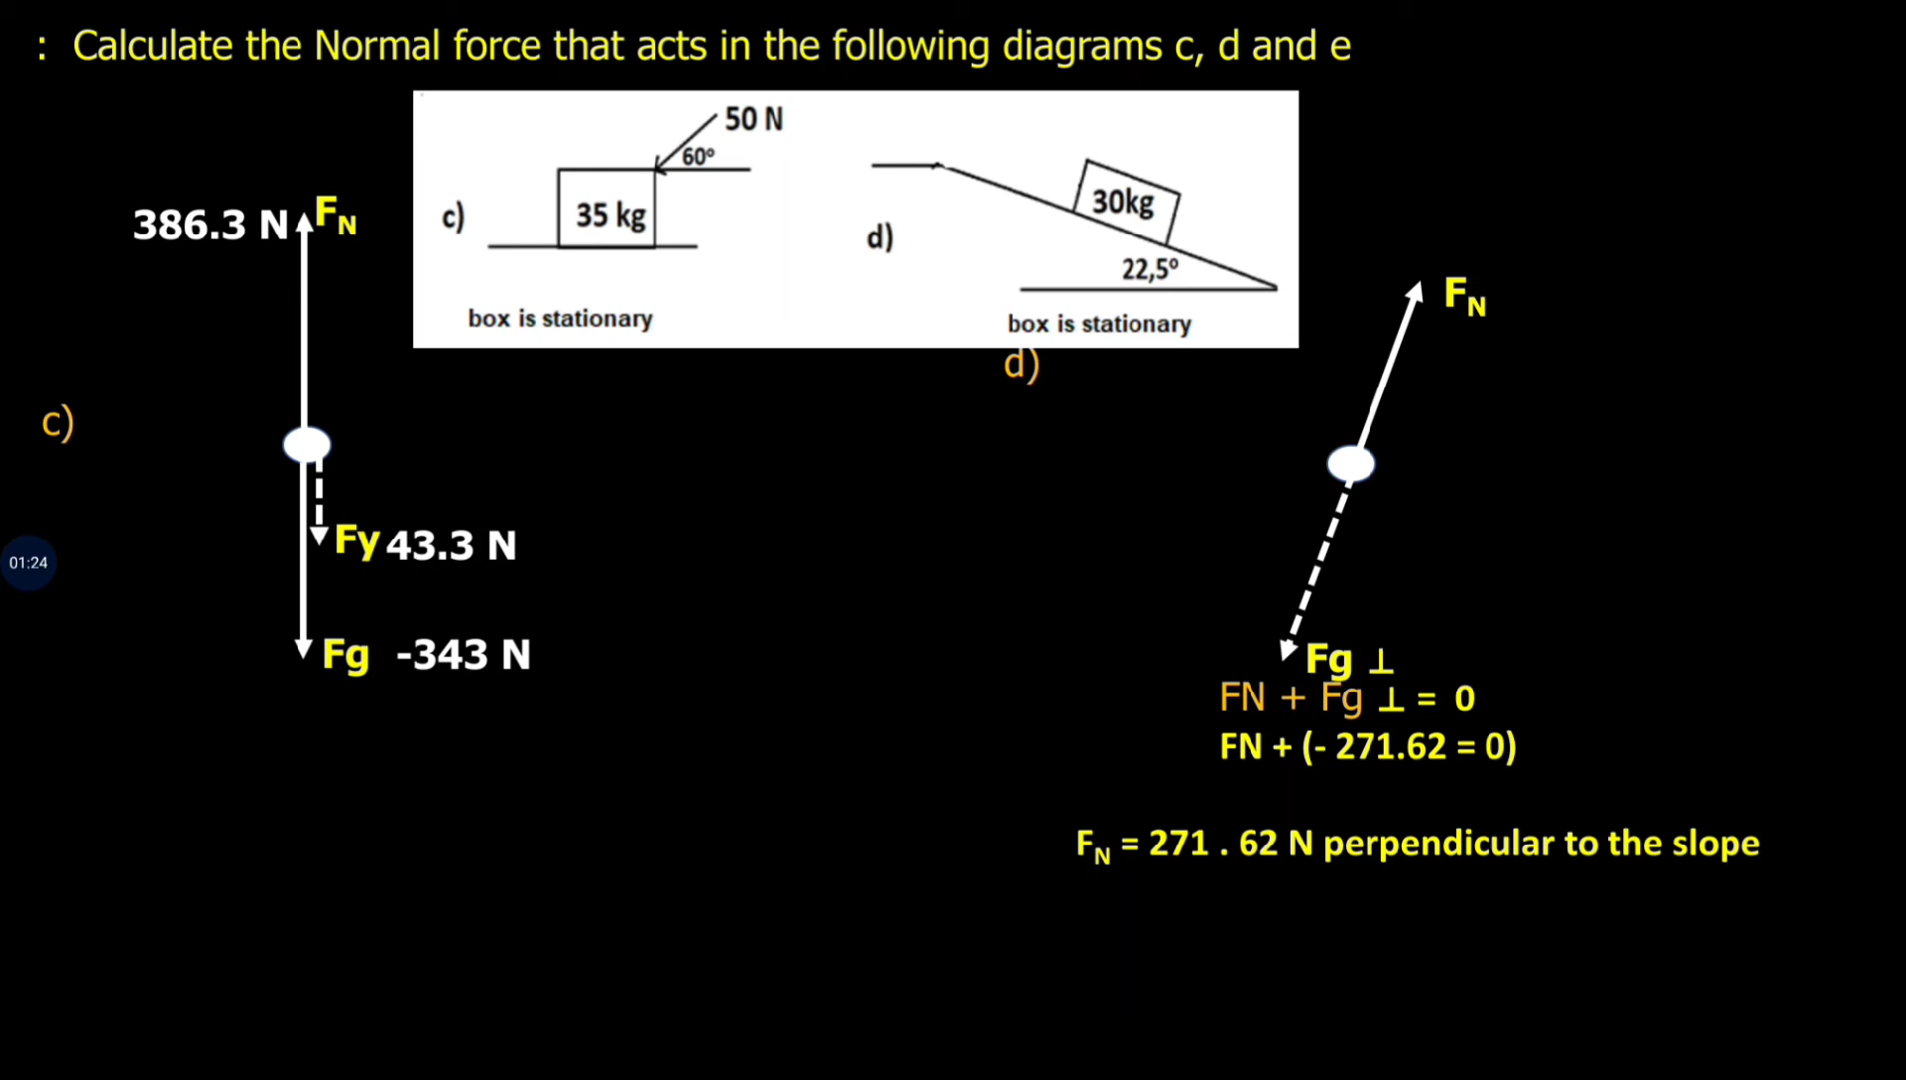 : Calculate the Normal force that acts in the following diagrams c, d and e
50 N
60°
35 kg
c)
box is stationary
30kg
d)
22,5°
box is stationary
386.3 N FN
c)
Fy 43.3 N
Fg -343 N
01:24
d)
FN
Fg ⊥
FN + Fg ⊥ = 0
FN + (- 271.62 = 0)
FN = 271 . 62 N perpendicular to the slope